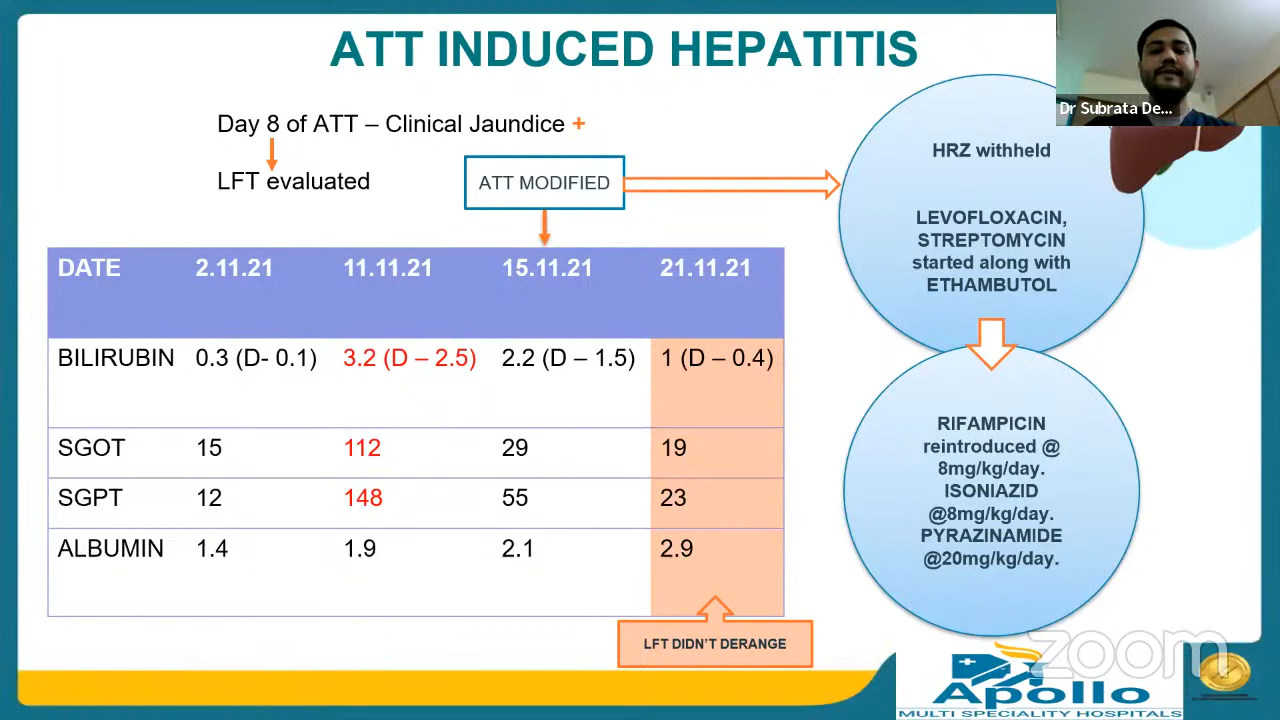 ATT INDUCED HEPATITIS
Dr Subrata De...
Day 8 of ATT – Clinical Jaundice +
LFT evaluated
ATT MODIFIED
HRZ withheld
LEVOFLOXACIN,
STREPTOMYCIN
started along with
ETHAMBUTOL
DATE 2.11.21 11.11.21 15.11.21 21.11.21
BILIRUBIN 0.3 (D- 0.1) 3.2 (D – 2.5) 2.2 (D – 1.5) 1 (D – 0.4)
SGOT 15 112 29 19
SGPT 12 148 55 23
ALBUMIN 1.4 1.9 2.1 2.9
RIFAMPICIN
reintroduced @
8mg/kg/day.
ISONIAZID
@8mg/kg/day.
PYRAZINAMIDE
@20mg/kg/day.
LFT DIDN'T DERANGE
zoom
Apollo
MULTI SPECIALITY HOSPITALS